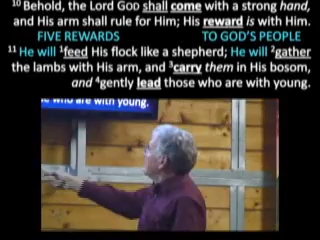 10 Behold, the Lord GOD shall come with a strong hand,
and His arm shall rule for Him; His reward is with Him.
FIVE REWARDS TO GOD'S PEOPLE
11 He will 1feed His flock like a shepherd; He will 2gather
the lambs with His arm, and 3carry them in His bosom,
and 4gently lead those who are with young.
who are with young.